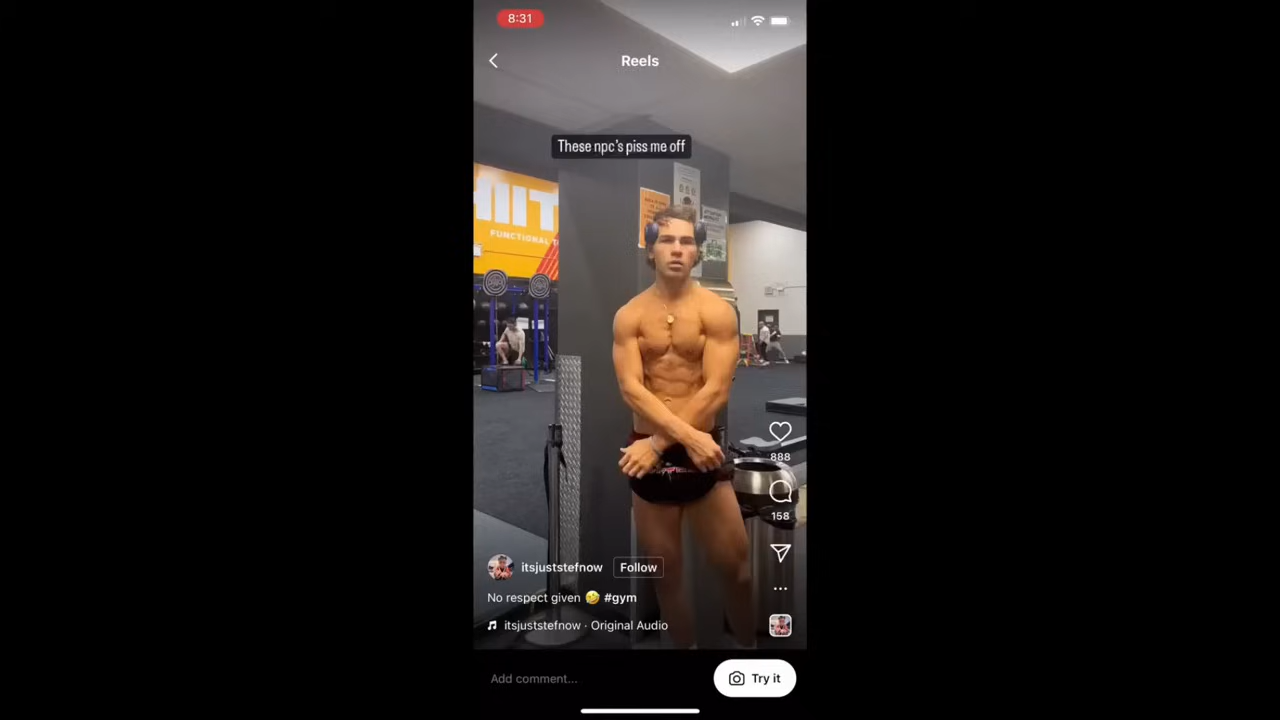 8:31
Reels
These npc's piss me off
HIIT
FUNCTIONAL T
itsjuststefnow Follow
No respect given 🤣 #gym
itsjuststefnow · Original Audio
888
158
Add comment...
Try it